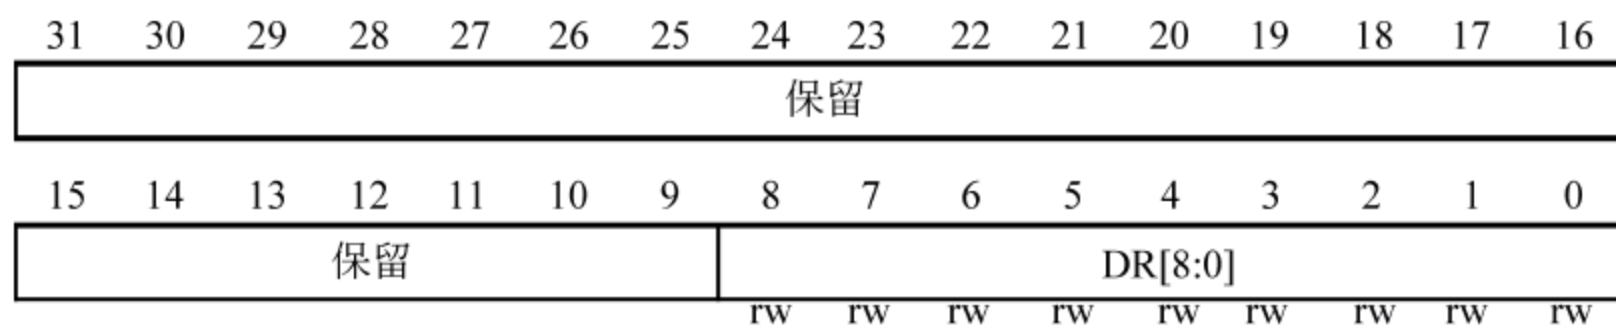 31 30 29 28 27 26 25 24 23 22 21 20 19 18 17 16
保留
15 14 13 12 11 10 9 8 7 6 5 4 3 2 1 0
保留 DR[8:0]
rw rw rw rw rw rw rw rw rw